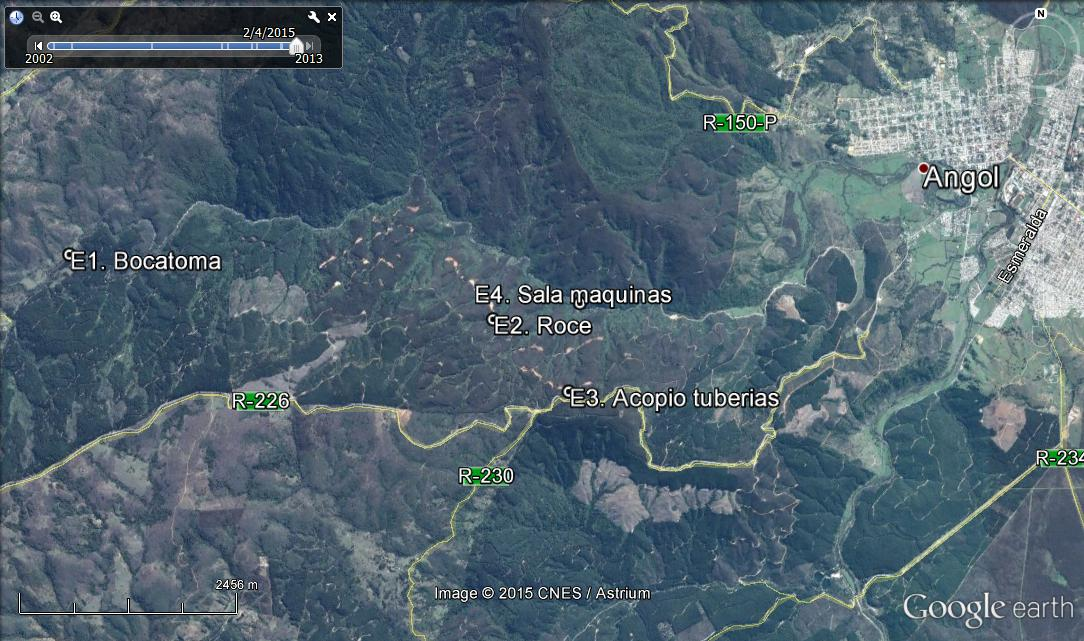 2/4/2015
2002
2013
N
R-150-P
Angol
Esmeralda
E1. Bocatoma
E4. Sala maquinas
E2. Roce
E3. Acopio tuberias
R-226
R-230
R-234
2456 m
Image © 2015 CNES / Astrium
Google earth